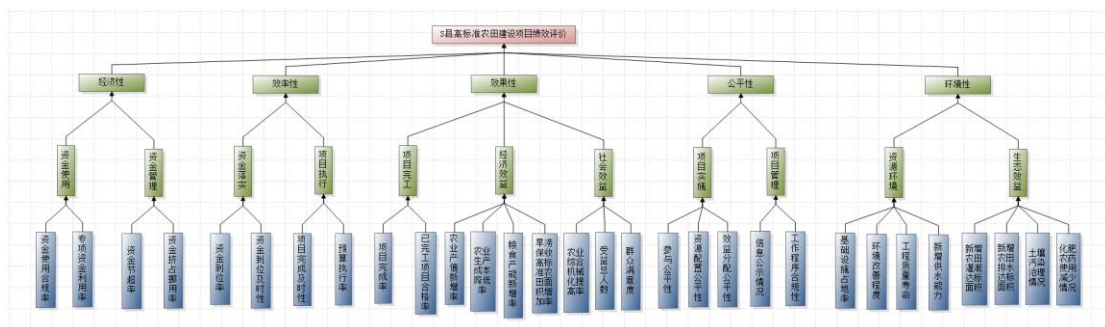 S县高标准农田建设项目绩效评价
经济性
效率性
效果性
公平性
环境性
资金使用
资金管理
资金落实
项目执行
项目完工
经济效益
社会效益
项目实施
项目管理
资源环境
生态效益
资金使用合规率
专项资金利用率
资金节超率
资金挤占挪用率
资金到位率
资金到位及时性
项目完成及时性
预算执行率
项目完成率
已完工项目合格率
农业产值新增率
农业生产成本降低率
粮食产能新增率
旱涝保收高标准农田面积增加率
农业综合机械化提高率
受益总人数
群众满意度
参与公平性
资源配置公平性
效益分配公平性
信息公示情况
工作程序合规性
基础设施占地率
环境改善程度
工程质量寿命
新增供水能力
新增农田灌溉达标面积
新增农田排水达标面积
土壤污染治理情况
化肥农药使用减少情况